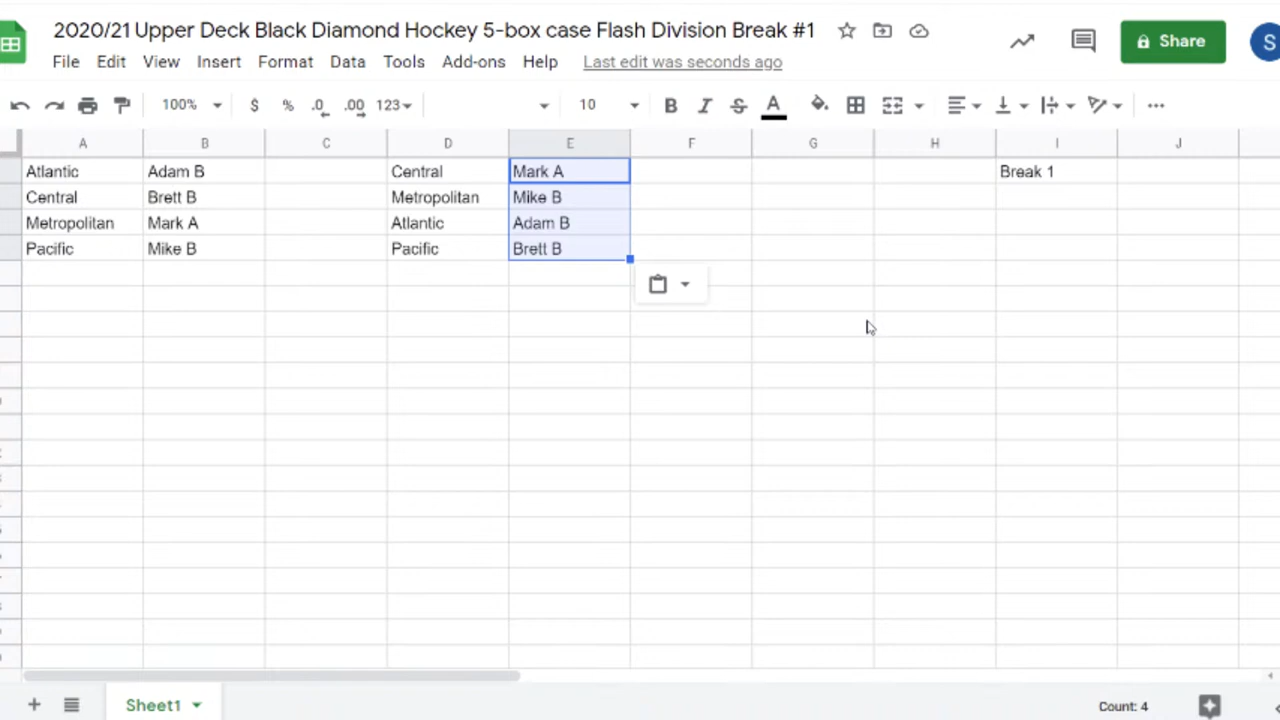 2020/21 Upper Deck Black Diamond Hockey 5-box case Flash Division Break #1
Share
S
File Edit View Insert Format Data Tools Add-ons Help Last edit was seconds ago
100% $ % .0 .00 123 10 B I S A
A B C D E F G H I J
Atlantic Adam B Central Mark A Break 1
Central Brett B Metropolitan Mike B
Metropolitan Mark A Atlantic Adam B
Pacific Mike B Pacific Brett B
Sheet1
Count: 4